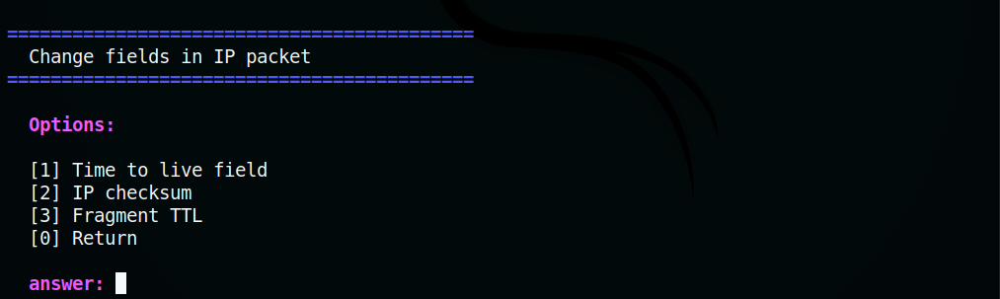 ===========================================
Change fields in IP packet
===========================================
Options:
[1] Time to live field
[2] IP checksum
[3] Fragment TTL
[0] Return
answer: